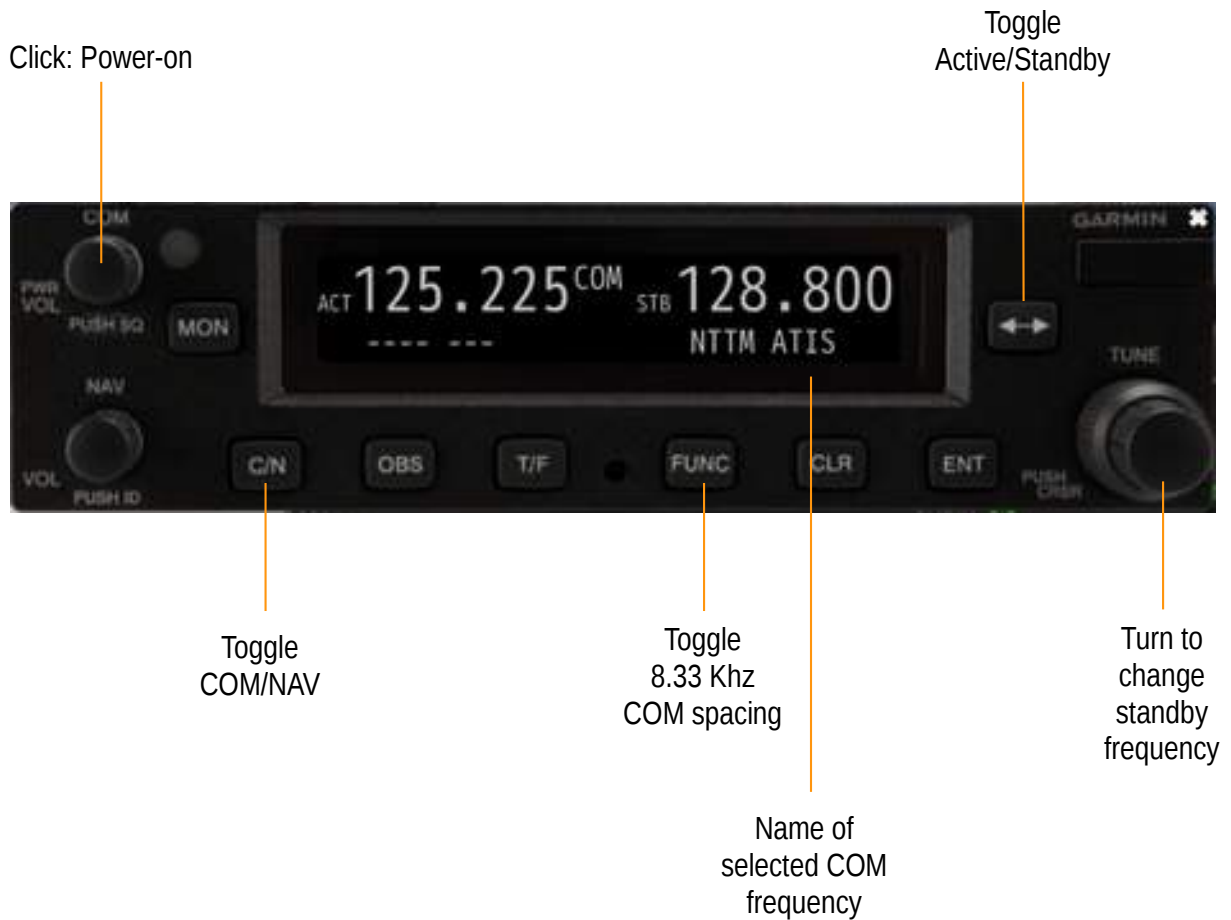 Toggle
Active/Standby
Click: Power-on
COM
GARMIN
ACT 125.225 COM STB 128.800
---- --- NTTM ATIS
PWR
VOL
PUSH SQ
MON
TUNE
NAV
VOL
PUSH ID
C/N OBS T/F FUNC CLR ENT
PUSH
CRSR
Toggle
COM/NAV
Toggle
8.33 Khz
COM spacing
Turn to
change
standby
frequency
Name of
selected COM
frequency